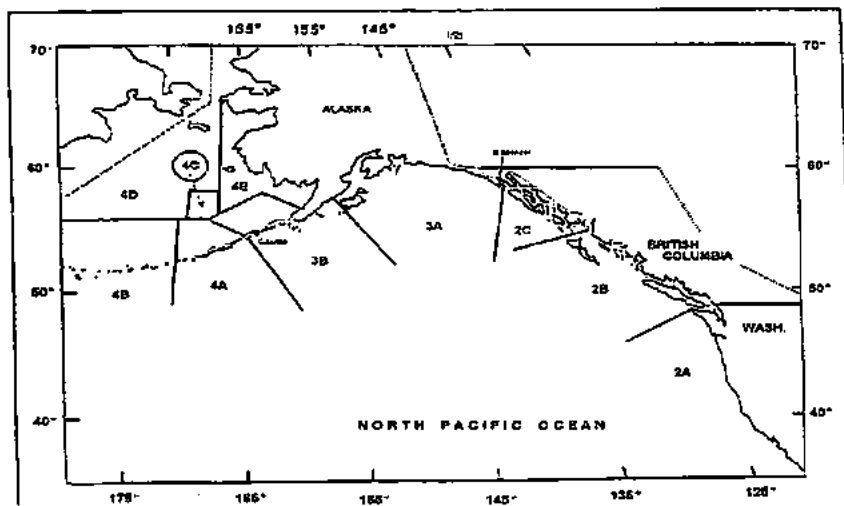 165° 155° 145°
70° 70°
ALASKA
4C
60° 60°
4D 4E
2C
3A
BRITISH
COLUMBIA
3B
4B 4A 2B
50° 50°
WASH.
2A
40° 40°
NORTH PACIFIC OCEAN
175° 165° 155° 145° 135° 125°